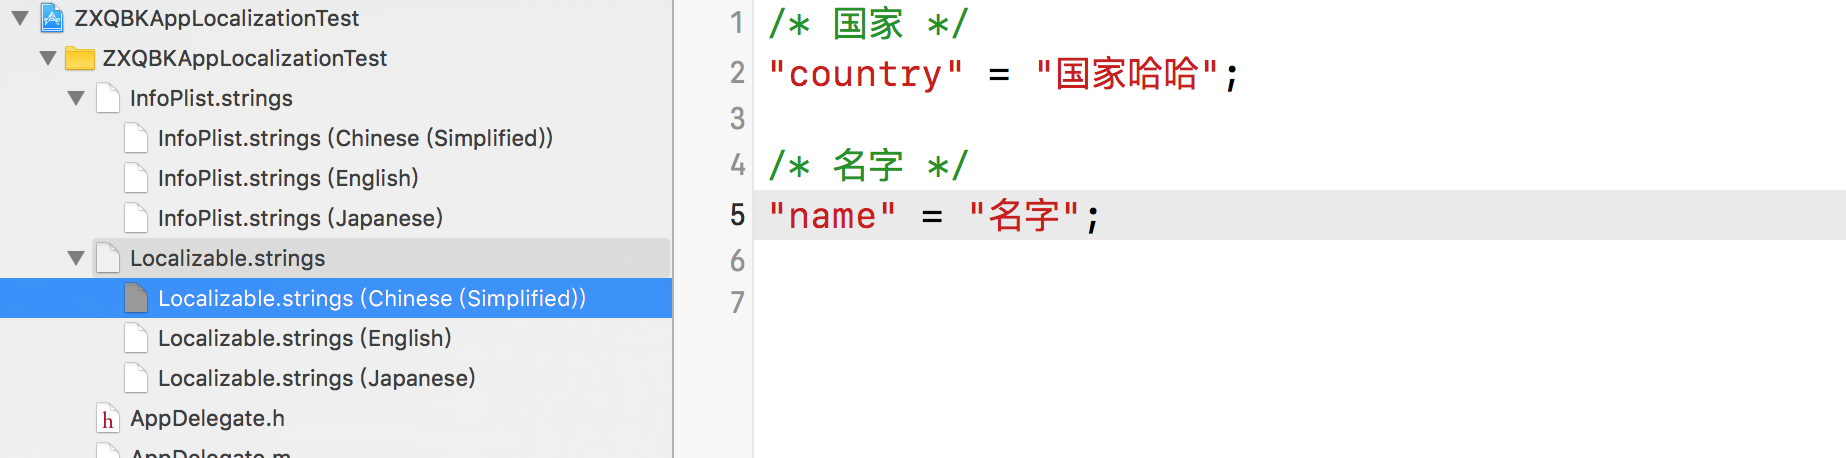 ZXQBKAppLocalizationTest
ZXQBKAppLocalizationTest
InfoPlist.strings
InfoPlist.strings (Chinese (Simplified))
InfoPlist.strings (English)
InfoPlist.strings (Japanese)
Localizable.strings
Localizable.strings (Chinese (Simplified))
Localizable.strings (English)
Localizable.strings (Japanese)
h AppDelegate.h
AppDelegate.m
1 /* 国家 */
2 "country" = "国家哈哈";
3
4 /* 名字 */
5 "name" = "名字";
6
7